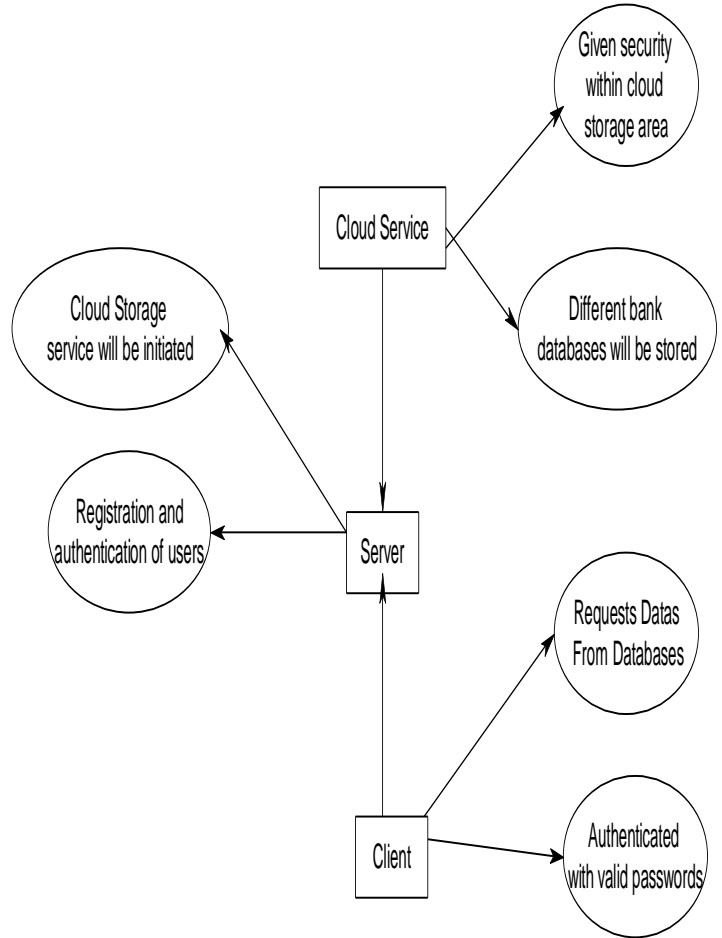 Given security
within cloud
storage area
Cloud Service
Cloud Storage
service will be initiated
Different bank
databases will be stored
Registration and
authentication of users
Server
Requests Datas
From Databases
Client
Authenticated
with valid passwords